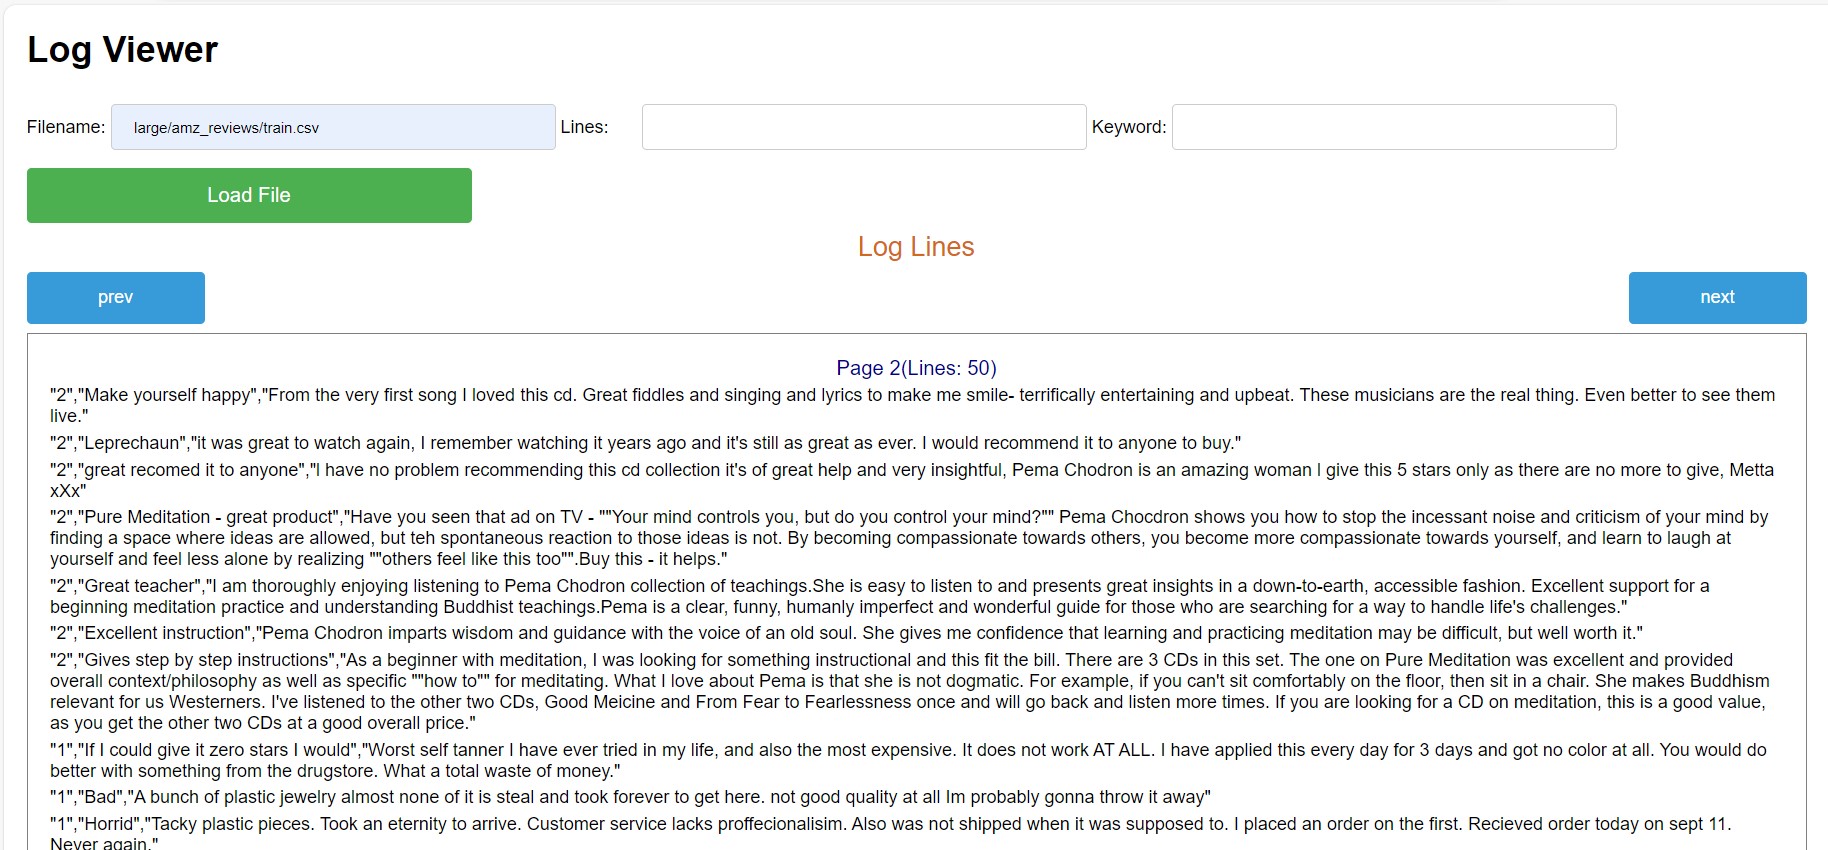 Log Viewer
Filename: large/amz_reviews/train.csv Lines: Keyword:
Load File
Log Lines
prev next
Page 2(Lines: 50)
"2","Make yourself happy","From the very first song I loved this cd. Great fiddles and singing and lyrics to make me smile- terrifically entertaining and upbeat. These musicians are the real thing. Even better to see them
live."
"2","Leprechaun","it was great to watch again, I remember watching it years ago and it's still as great as ever. I would recommend it to anyone to buy."
"2","great recomed it to anyone","I have no problem recommending this cd collection it's of great help and very insightful, Pema Chodron is an amazing woman I give this 5 stars only as there are no more to give, Metta
xXx"
"2","Pure Meditation - great product","Have you seen that ad on TV - ""Your mind controls you, but do you control your mind?"" Pema Chocdron shows you how to stop the incessant noise and criticism of your mind by
finding a space where ideas are allowed, but teh spontaneous reaction to those ideas is not. By becoming compassionate towards others, you become more compassionate towards yourself, and learn to laugh at
yourself and feel less alone by realizing ""others feel like this too"".Buy this - it helps."
"2","Great teacher","I am thoroughly enjoying listening to Pema Chodron collection of teachings.She is easy to listen to and presents great insights in a down-to-earth, accessible fashion. Excellent support for a
beginning meditation practice and understanding Buddhist teachings.Pema is a clear, funny, humanly imperfect and wonderful guide for those who are searching for a way to handle life's challenges."
"2","Excellent instruction","Pema Chodron imparts wisdom and guidance with the voice of an old soul. She gives me confidence that learning and practicing meditation may be difficult, but well worth it."
"2","Gives step by step instructions","As a beginner with meditation, I was looking for something instructional and this fit the bill. There are 3 CDs in this set. The one on Pure Meditation was excellent and provided
overall context/philosophy as well as specific ""how to"" for meditating. What I love about Pema is that she is not dogmatic. For example, if you can't sit comfortably on the floor, then sit in a chair. She makes Buddhism
relevant for us Westerners. I've listened to the other two CDs, Good Meicine and From Fear to Fearlessness once and will go back and listen more times. If you are looking for a CD on meditation, this is a good value,
as you get the other two CDs at a good overall price."
"1","If I could give it zero stars I would","Worst self tanner I have ever tried in my life, and also the most expensive. It does not work AT ALL. I have applied this every day for 3 days and got no color at all. You would do
better with something from the drugstore. What a total waste of money."
"1","Bad","A bunch of plastic jewelry almost none of it is steal and took forever to get here. not good quality at all Im probably gonna throw it away"
"1","Horrid","Tacky plastic pieces. Took an eternity to arrive. Customer service lacks proffecionalisim. Also was not shipped when it was supposed to. I placed an order on the first. Recieved order today on sept 11.
Never again."